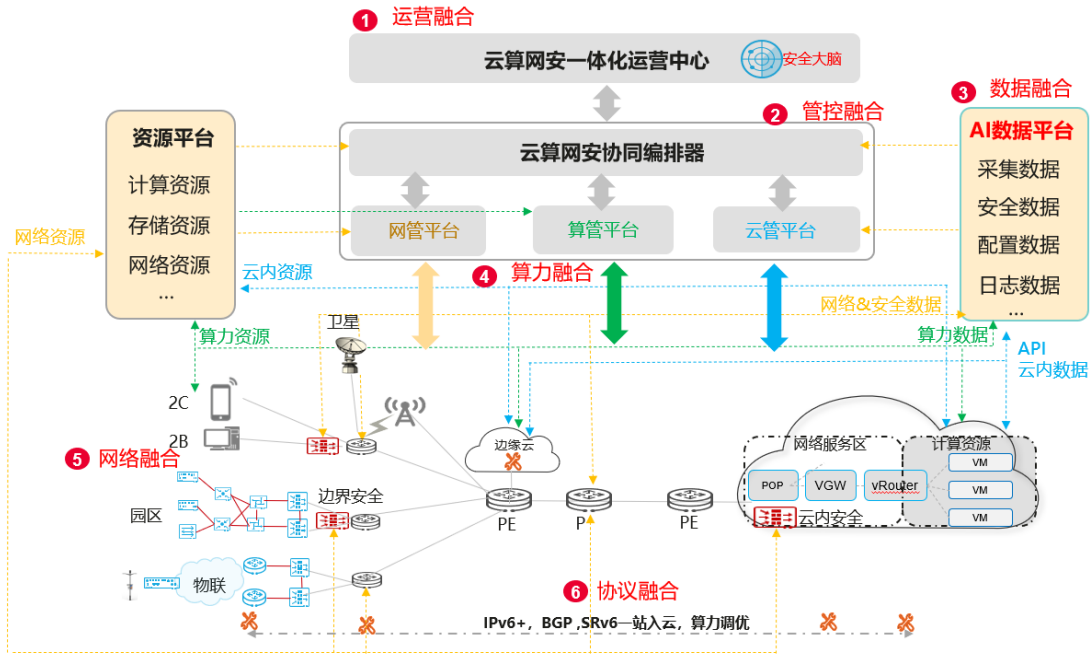 1 运营融合
云算网安一体化运营中心
安全大脑
2 管控融合
3 数据融合
资源平台
计算资源
存储资源
网络资源
...
云算网安协同编排器
网管平台
算管平台
云管平台
AI数据平台
采集数据
安全数据
配置数据
日志数据
...
网络资源
云内资源
4 算力融合
网络&安全数据
算力资源
卫星
算力数据
API
云内数据
2C
2B
边缘云
网络服务区
计算资源
5 网络融合
POP
VGW
vRouter
VM
VM
VM
园区
边界安全
PE
P
PE
云内安全
物联
6 协议融合
IPv6+，BGP ,SRv6一站入云，算力调优